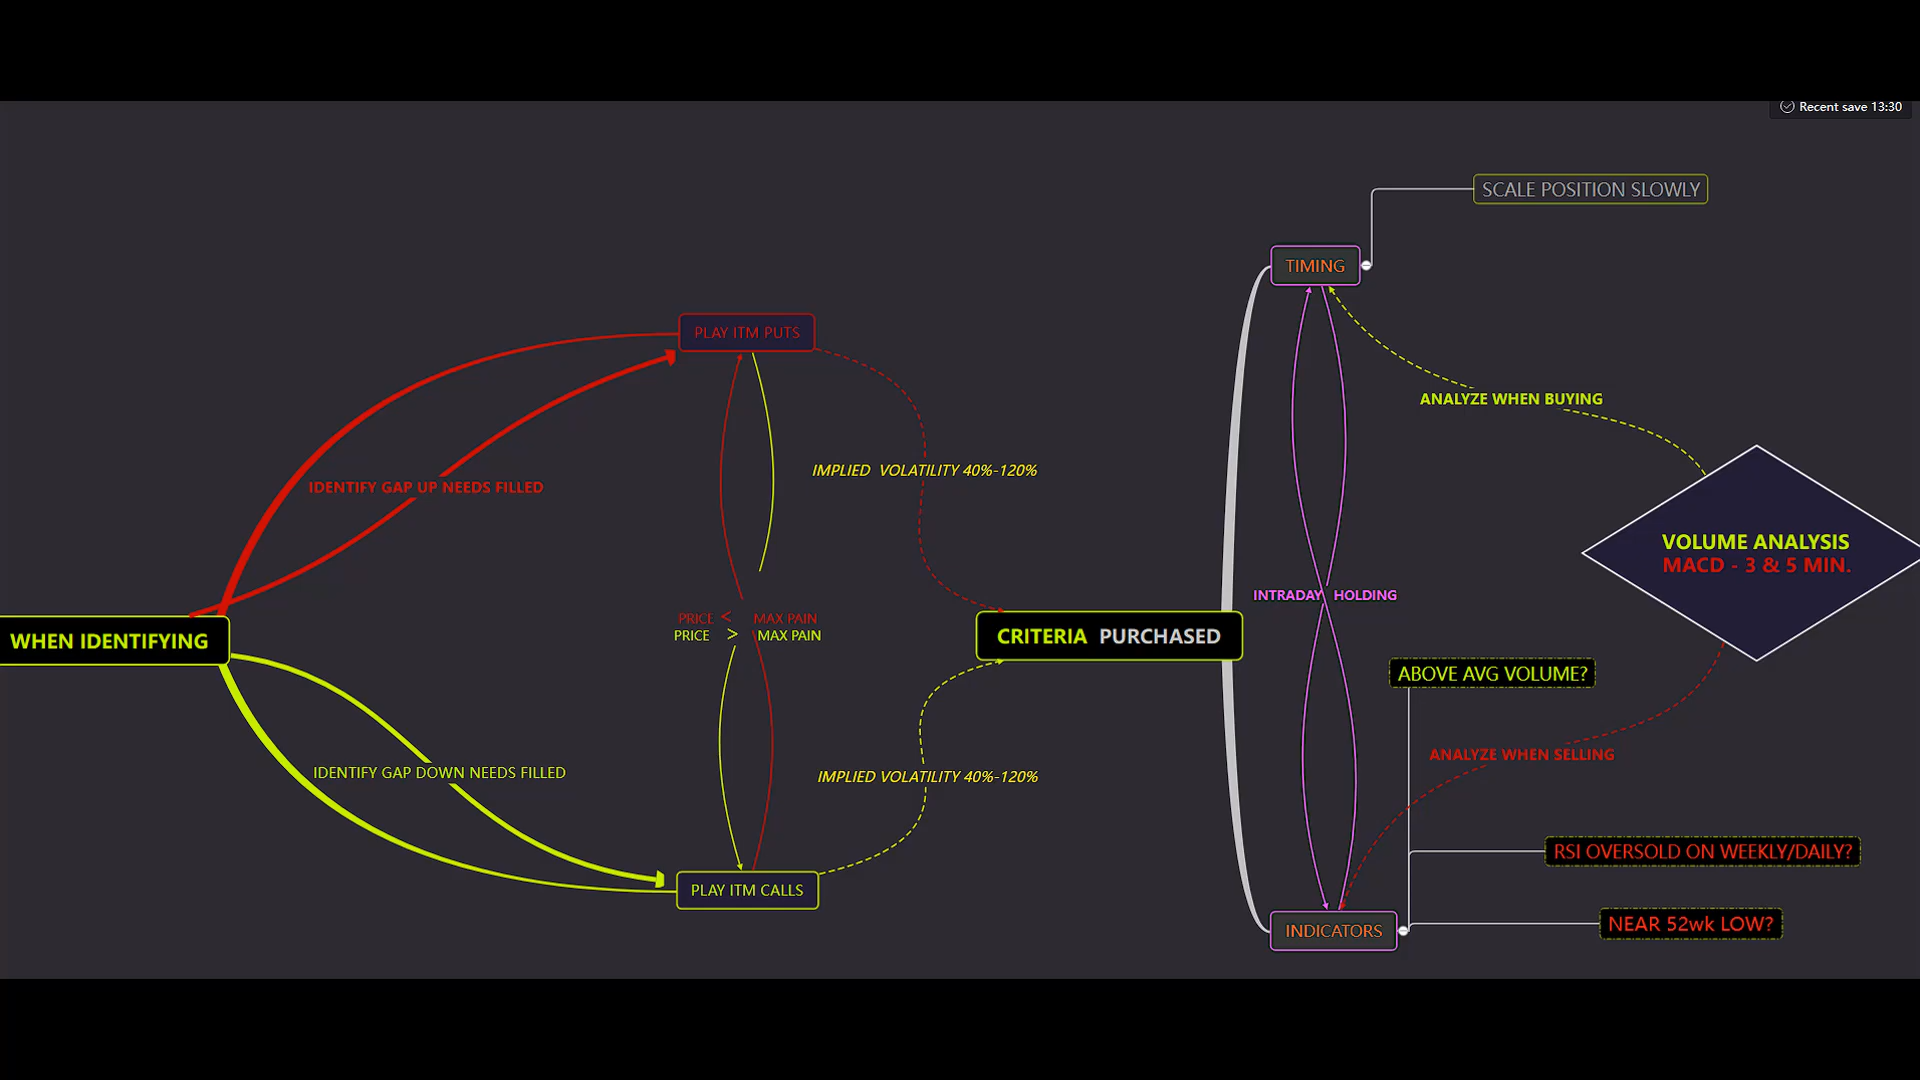 Recent save 13:30
SCALE POSITION SLOWLY
TIMING
PLAY ITM PUTS
ANALYZE WHEN BUYING
IMPLIED  VOLATILITY 40%-120%
IDENTIFY GAP UP NEEDS FILLED
VOLUME ANALYSIS
MACD - 3 & 5 MIN.
INTRADAY HOLDING
PRICE < MAX PAIN
PRICE > MAX PAIN
WHEN IDENTIFYING
CRITERIA PURCHASED
ABOVE AVG VOLUME?
ANALYZE WHEN SELLING
IDENTIFY GAP DOWN NEEDS FILLED
IMPLIED VOLATILITY 40%-120%
RSI OVERSOLD ON WEEKLY/DAILY?
PLAY ITM CALLS
NEAR 52wk LOW?
INDICATORS